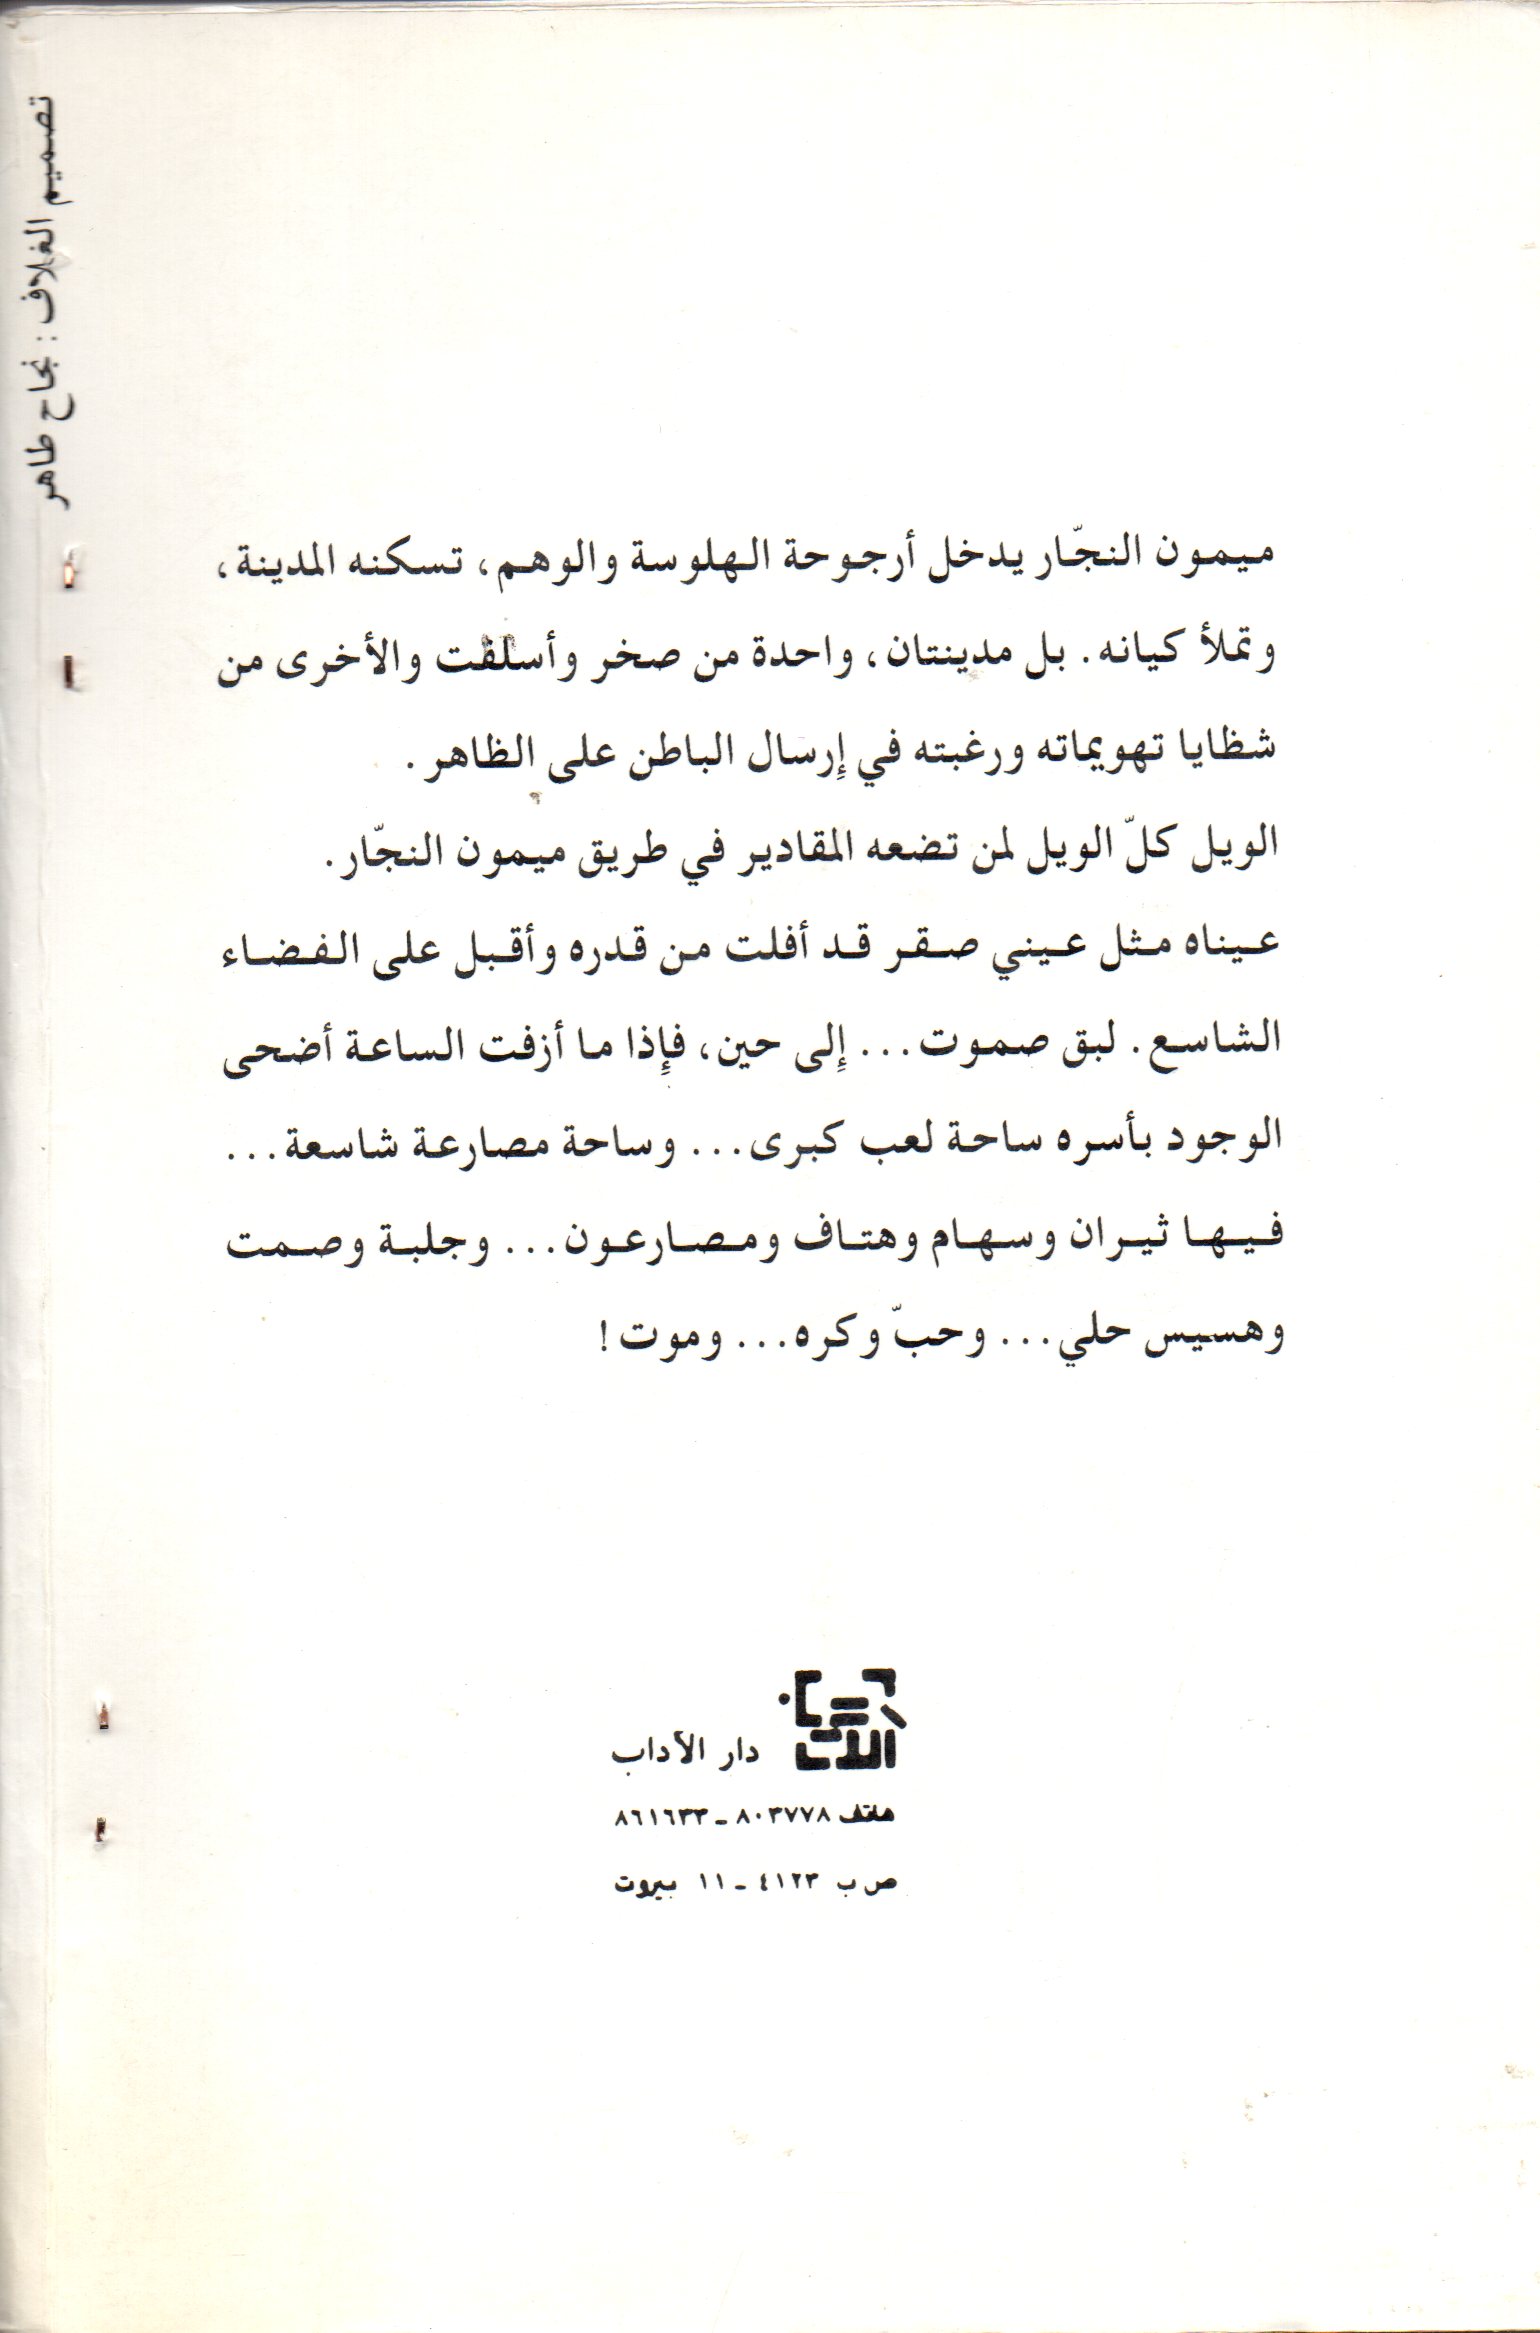 تصميم الغلاف : نجاح طاهر
ميمون النجّار يدخل أرجوحة الهلوسة والوهم، تسكنه المدينة،
وتملأ كيانه. بل مدينتان، واحدة من صخر وأسلفت والأخرى من
شظايا تهويماته ورغبته في إرسال الباطن على الظاهر.
الويل كلّ الويل لمن تضعه المقادير في طريق ميمون النجّار.
عيناه مثل عيني صقر قد أفلت من قدره وأقبل على الفضاء
الشاسع. لبق صموت... إلى حين، فإِذا ما أزفت الساعة أضحى
الوجود بأسره ساحة لعب كبرى... وساحة مصارعة شاسعة...
فيها ثيران وسهام وهتاف ومصارعون... وجلبة وصمت
وهسيس حلي... وحبّ وكره... وموت!
دار الآداب
هاتف ٨٠٣٧٧٨ - ٨٦١٦٣٣
ص ب ٤١٢٣ - ١١ بيروت